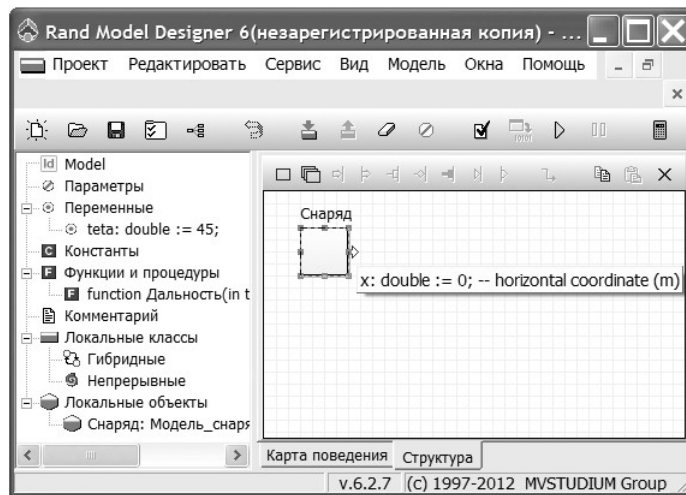 Rand Model Designer 6(незарегистрированная копия) - ...
Проект Редактировать Сервис Вид Модель Окна Помощь
Id Model
Параметры
Переменные
teta: double := 45;
C Константы
F Функции и процедуры
F function Дальность(in t
Комментарий
Локальные классы
Гибридные
Непрерывные
Локальные объекты
Снаряд: Модель_снаря
Снаряд
x: double := 0; -- horizontal coordinate (m)
Карта поведения Структура
v.6.2.7 (c) 1997-2012 MVSTUDIUM Group